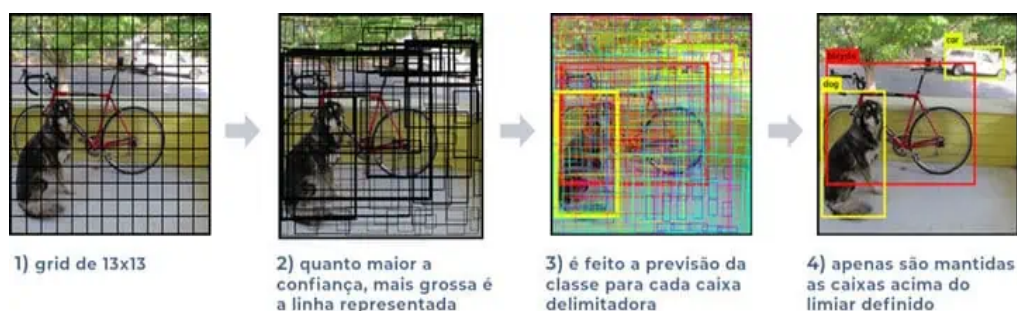 bicycle
dog
car
1) grid de 13x13
2) quanto maior a
confiança, mais grossa é
a linha representada
3) é feito a previsão da
classe para cada caixa
delimitadora
4) apenas são mantidas
as caixas acima do
limiar definido